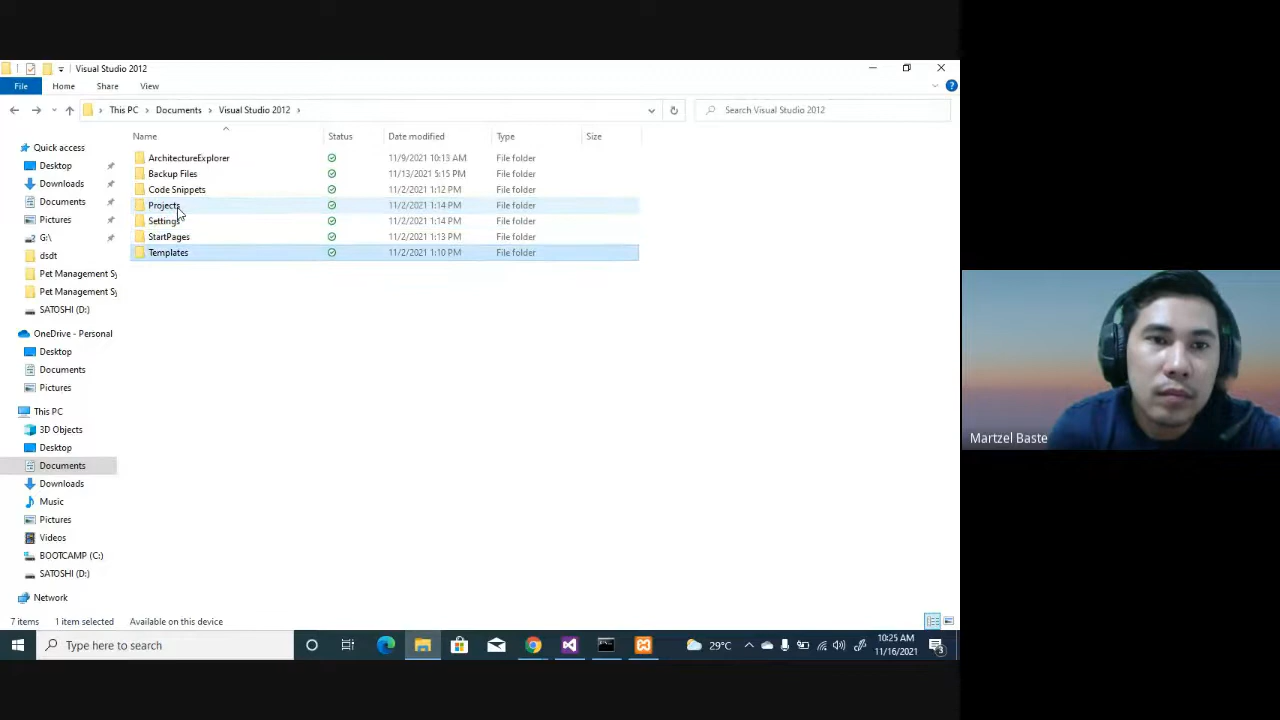 Visual Studio 2012
File Home Share View
This PC Documents Visual Studio 2012
Search Visual Studio 2012
Name Status Date modified Type Size
ArchitectureExplorer 11/9/2021 10:13 AM File folder
Backup Files 11/13/2021 5:15 PM File folder
Code Snippets 11/2/2021 1:12 PM File folder
Projects 11/2/2021 1:14 PM File folder
Settings 11/2/2021 1:14 PM File folder
StartPages 11/2/2021 1:13 PM File folder
Templates 11/2/2021 1:10 PM File folder
Quick access
Desktop
Downloads
Documents
Pictures
G:\
dsdt
Pet Management Sy
Pet Management Sy
SATOSHI (D:)
OneDrive - Personal
Desktop
Documents
Pictures
This PC
3D Objects
Desktop
Documents
Downloads
Music
Pictures
Videos
BOOTCAMP (C:)
SATOSHI (D:)
Network
7 items 1 item selected Available on this device
Type here to search
29°C
10:25 AM
11/16/2021
3
Martzel Baste